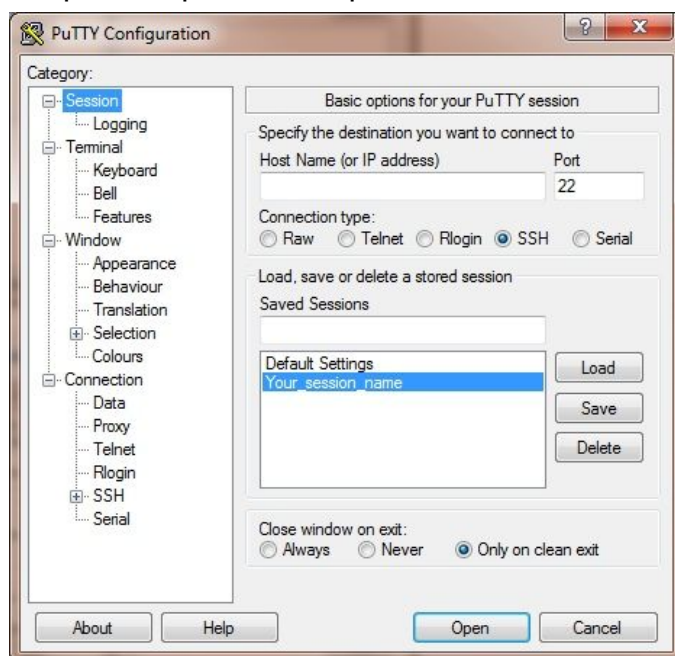 PuTTY Configuration
Category:
Session
Logging
Terminal
Keyboard
Bell
Features
Window
Appearance
Behaviour
Translation
Selection
Colours
Connection
Data
Proxy
Telnet
Rlogin
SSH
Serial
Basic options for your PuTTY session
Specify the destination you want to connect to
Host Name (or IP address) Port
22
Connection type:
Raw Telnet Rlogin SSH Serial
Load, save or delete a stored session
Saved Sessions
Default Settings
Your_session_name
Load
Save
Delete
Close window on exit:
Always Never Only on clean exit
About Help Open Cancel